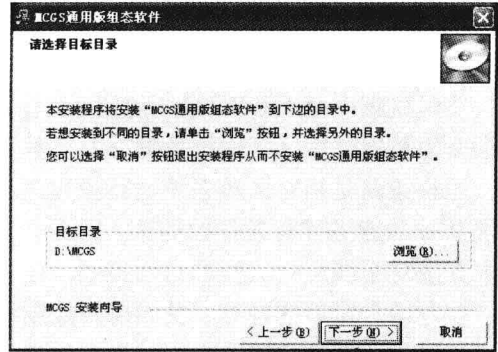 MCGS通用版组态软件
请选择目标目录
本安装程序将安装“MCGS通用版组态软件”到下边的目录中。
若想安装到不同的目录，请单击“浏览”按钮，并选择另外的目录。
您可以选择“取消”按钮退出安装程序从而不安装“MCGS通用版组态软件”。
目标目录
D:\MCGS
浏览(R)...
MCGS 安装向导
< 上一步(B)
下一步(N) >
取消